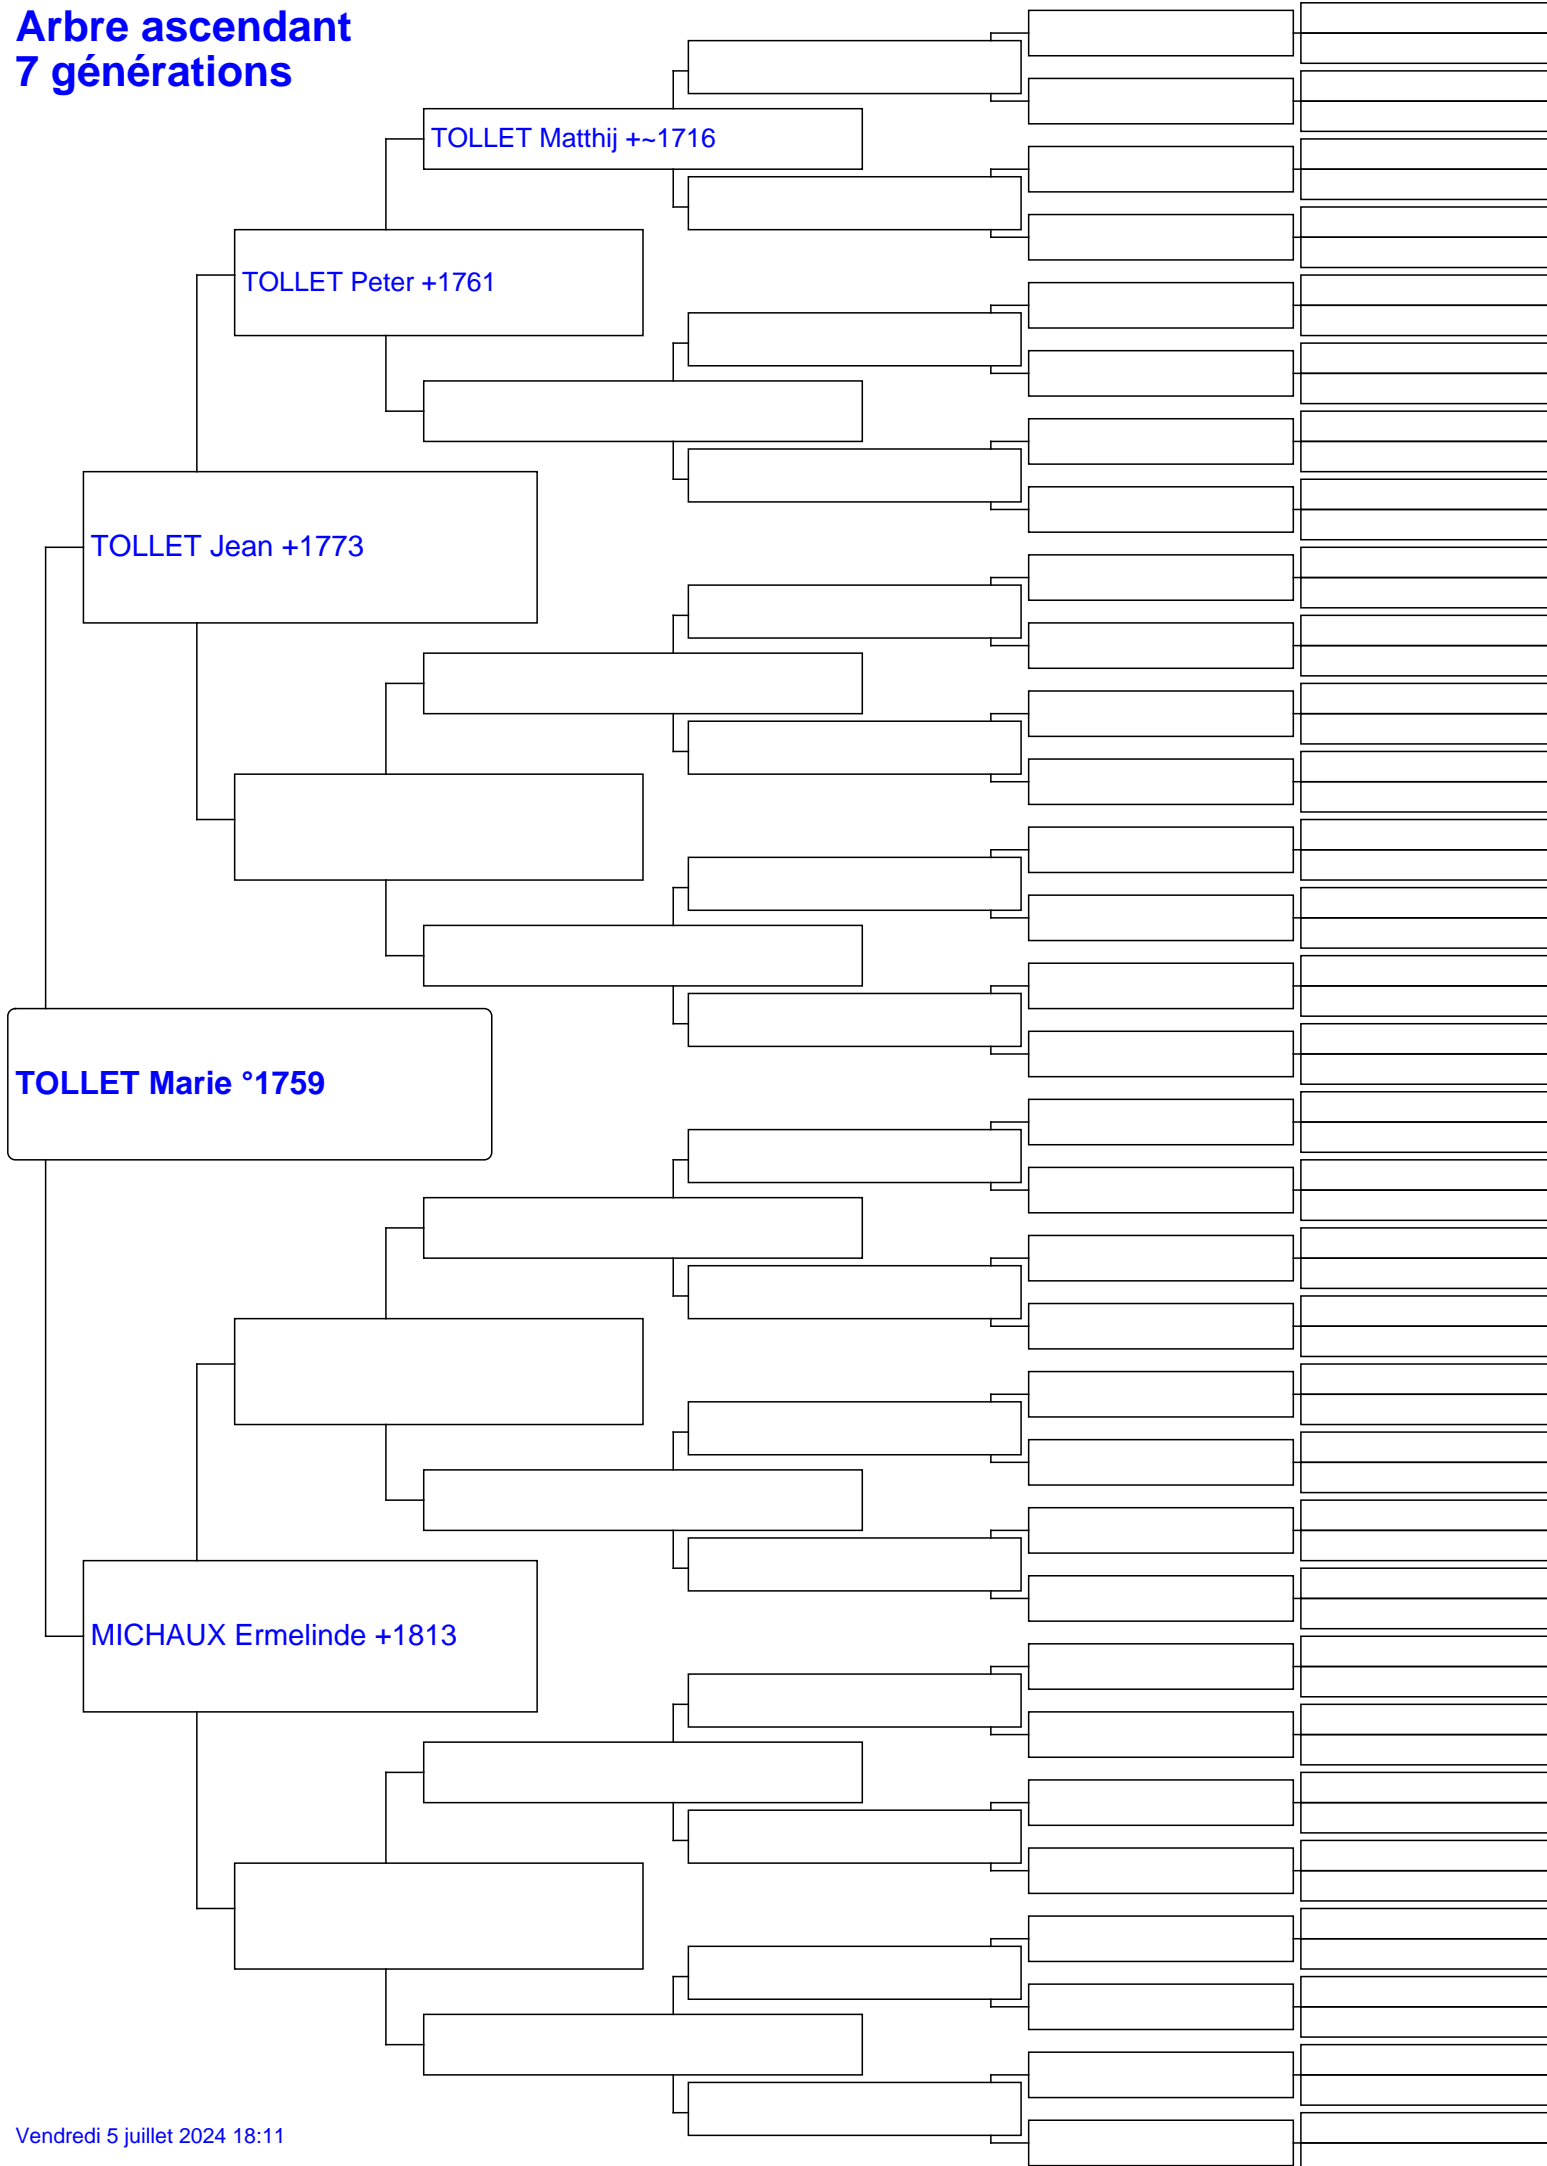 Arbre ascendant
7 générations
TOLLET Matthij +~1716
TOLLET Peter +1761
TOLLET Jean +1773
TOLLET Marie °1759
MICHAUX Ermelinde +1813
Vendredi 5 juillet 2024 18:11